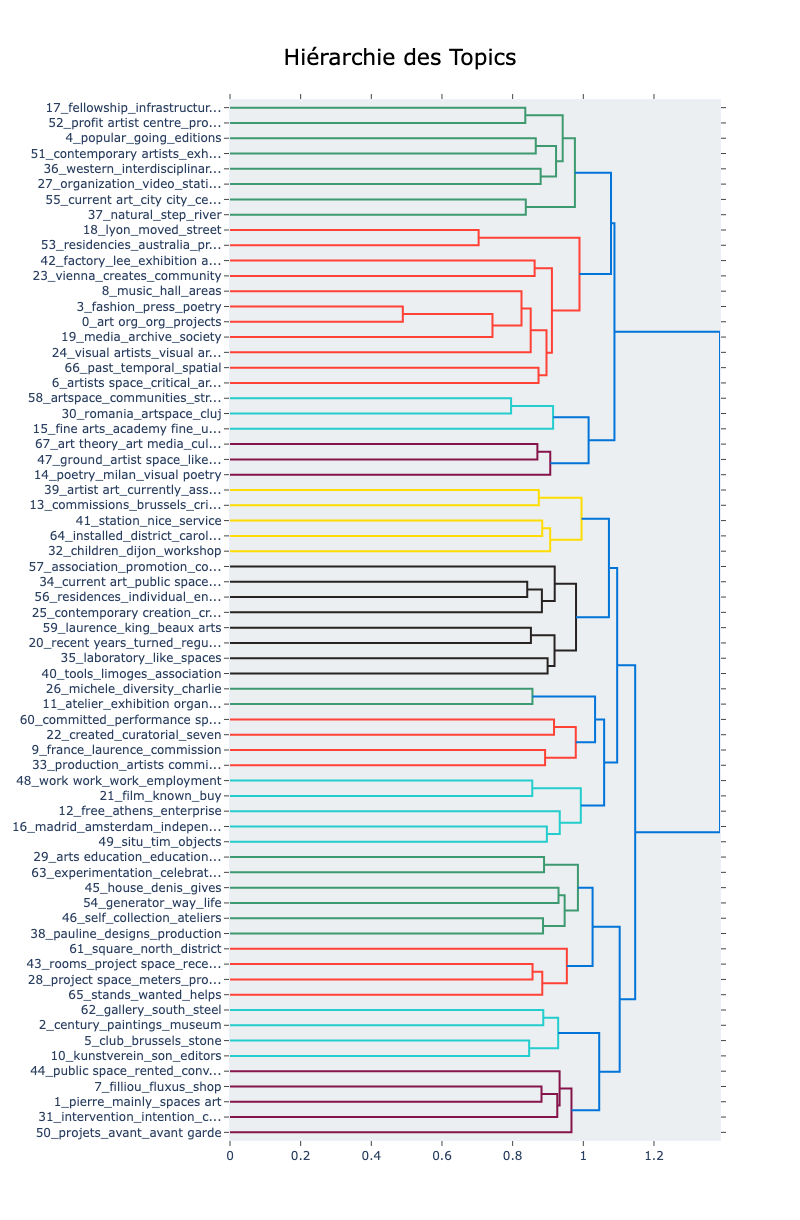 Hiérarchie des Topics
17_fellowship_infrastructur...
52_profit artist centre_pro...
4_popular_going_editions
51_contemporary artists_exh...
36_western_interdisciplinar...
27_organization_video_stati...
55_current art_city city_ce...
37_natural_step_river
18_lyon_moved_street
53_residencies_australia_pr...
42_factory_lee_exhibition a...
23_vienna_creates_community
8_music_hall_areas
3_fashion_press_poetry
0_art org_org_projects
19_media_archive_society
24_visual artists_visual ar...
66_past_temporal_spatial
6_artists space_critical_ar...
58_artspace_communities_str...
30_romania_artspace_cluj
15_fine arts_academy fine_u...
67_art theory_art media_cul...
47_ground_artist space_like...
14_poetry_milan_visual poetry
39_artist art_currently_ass...
13_commissions_brussels_cri...
41_station_nice_service
64_installed_district_carol...
32_children_dijon_workshop
57_association_promotion_co...
34_current art_public space...
56_residences_individual_en...
25_contemporary creation_cr...
59_laurence_king_beaux arts
20_recent years_turned_regu...
35_laboratory_like_spaces
40_tools_limoges_association
26_michele_diversity_charlie
11_atelier_exhibition organ...
60_committed_performance sp...
22_created_curatorial_seven
9_france_laurence_commission
33_production_artists commi...
48_work work_work_employment
21_film_known_buy
12_free_athens_enterprise
16_madrid_amsterdam_indepen...
49_situ_tim_objects
29_arts education_education...
63_experimentation_celebrat...
45_house_denis_gives
54_generator_way_life
46_self_collection_ateliers
38_pauline_designs_production
61_square_north_district
43_rooms_project space_rece...
28_project space_meters_pro...
65_stands_wanted_helps
62_gallery_south_steel
2_century_paintings_museum
5_club_brussels_stone
10_kunstverein_son_editors
44_public space_rented_conv...
7_filliou_fluxus_shop
1_pierre_mainly_spaces art
31_intervention_intention_c...
50_projets_avant_avant garde
0 0.2 0.4 0.6 0.8 1 1.2